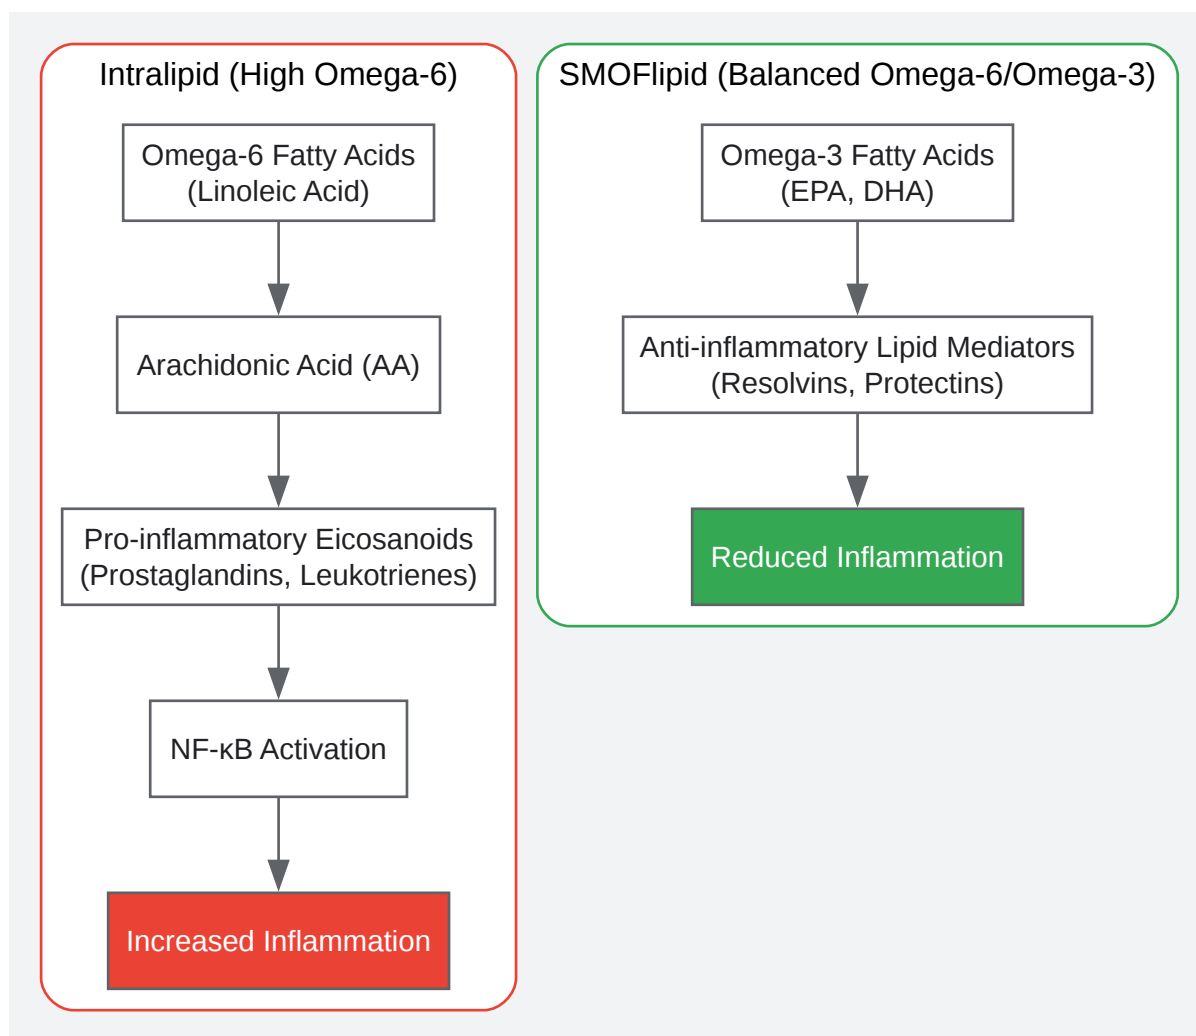 Intralipid (High Omega-6)
Omega-6 Fatty Acids
(Linoleic Acid)
Arachidonic Acid (AA)
Pro-inflammatory Eicosanoids
(Prostaglandins, Leukotrienes)
NF-κB Activation
Increased Inflammation
SMOFlipid (Balanced Omega-6/Omega-3)
Omega-3 Fatty Acids
(EPA, DHA)
Anti-inflammatory Lipid Mediators
(Resolvins, Protectins)
Reduced Inflammation